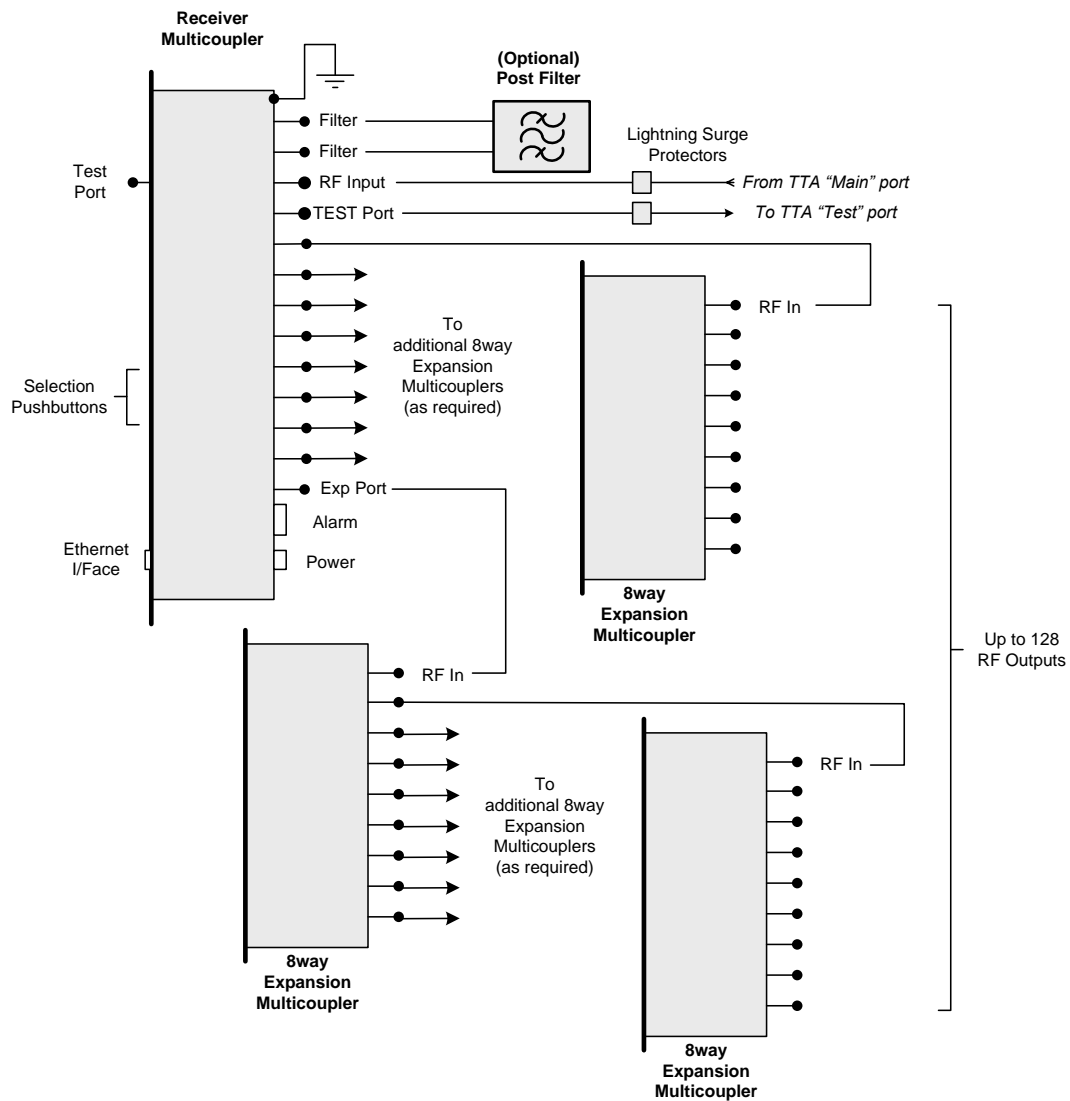 Receiver
Multicoupler
(Optional)
Post Filter
Filter
Filter
Lightning Surge
Protectors
Test
Port
RF Input
From TTA “Main” port
TEST Port
To TTA “Test” port
RF In
To
additional 8way
Expansion
Multicouplers
(as required)
Selection
Pushbuttons
Exp Port
Alarm
Ethernet
I/Face
Power
8way
Expansion
Multicoupler
Up to 128
RF Outputs
RF In
RF In
To
additional 8way
Expansion
Multicouplers
(as required)
8way
Expansion
Multicoupler
8way
Expansion
Multicoupler